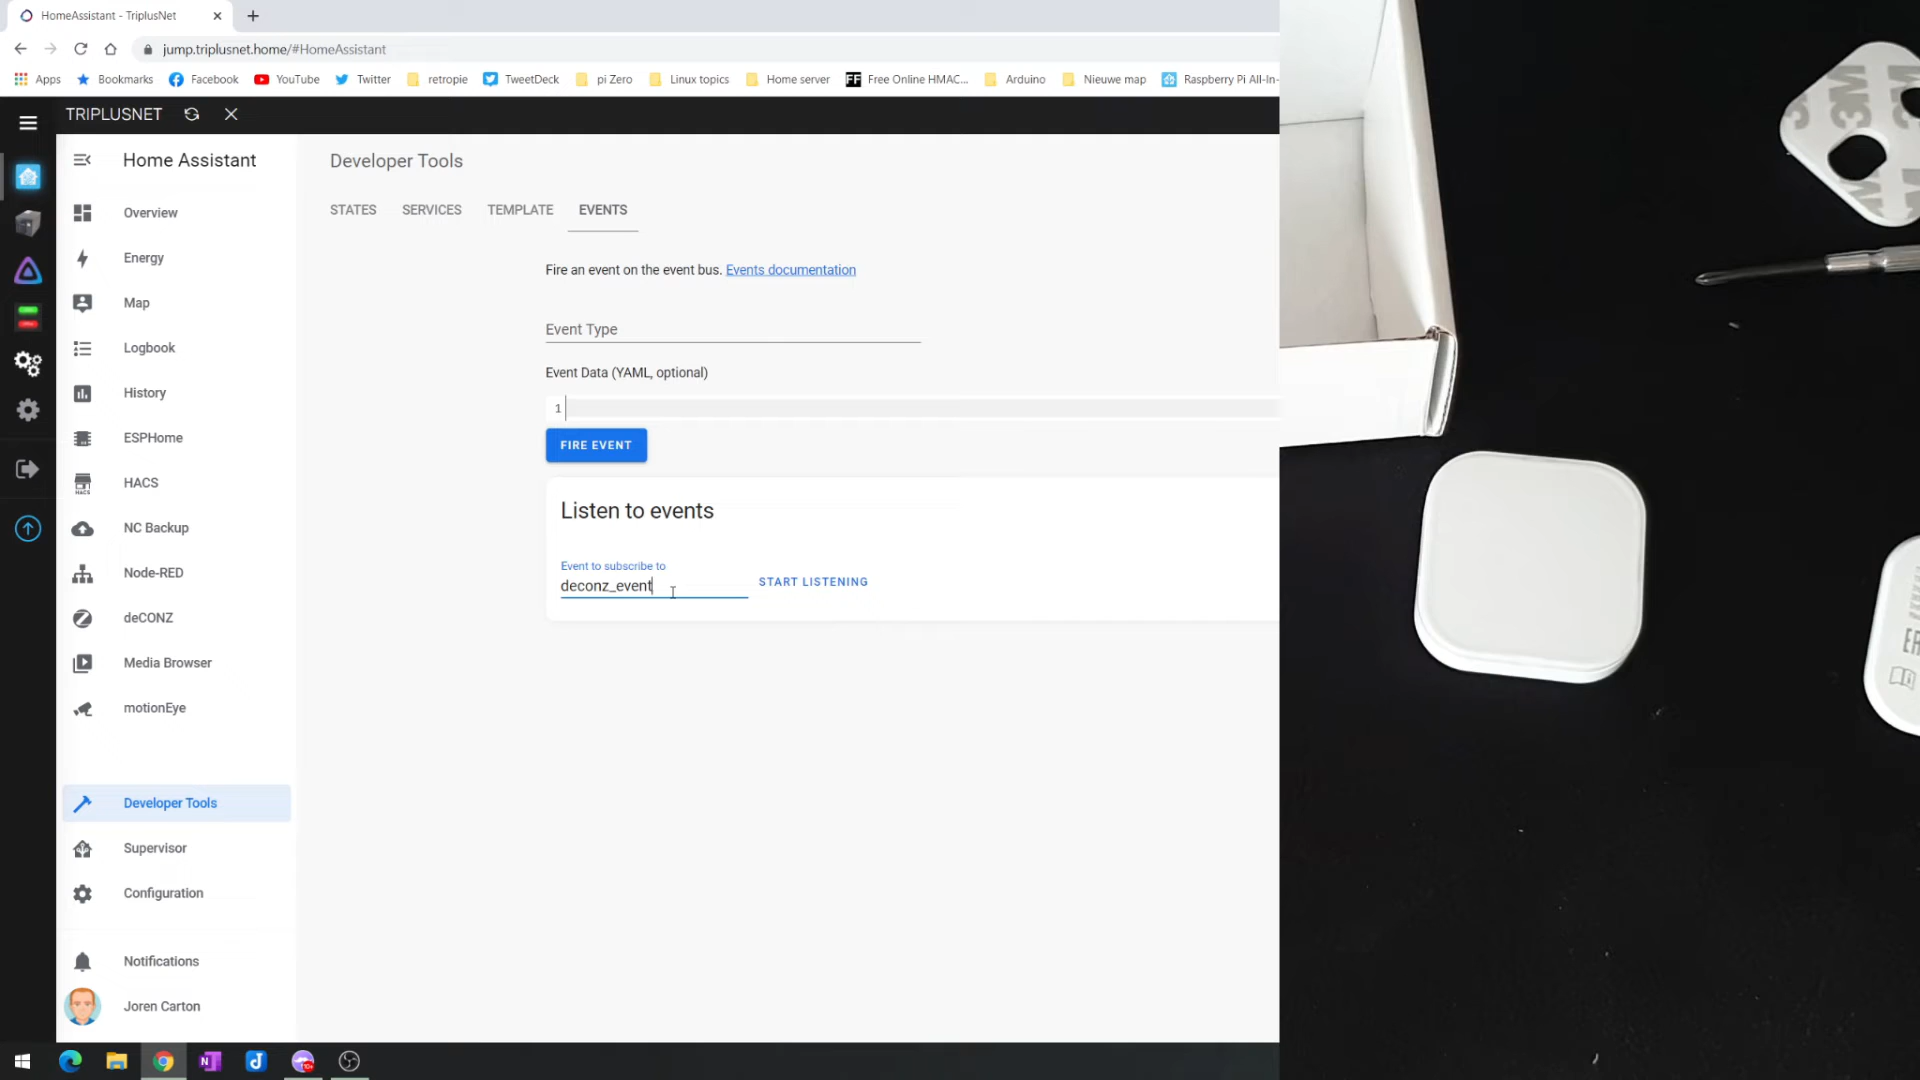 HomeAssistant - TriplusNet
jump.triplusnet.home/#HomeAssistant
Apps Bookmarks Facebook YouTube Twitter retropie TweetDeck pi Zero Linux topics Home server FF Free Online HMAC... Arduino Nieuwe map Raspberry Pi All-In-
TRIPLUSNET
Home Assistant
Developer Tools
STATES SERVICES TEMPLATE EVENTS
Overview
Energy
Map
Logbook
History
ESPHome
HACS
HACS
NC Backup
Node-RED
deCONZ
Media Browser
motionEye
Developer Tools
Supervisor
Configuration
Notifications
Joren Carton
Fire an event on the event bus. Events documentation
Event Type
Event Data (YAML, optional)
1
FIRE EVENT
Listen to events
Event to subscribe to
deconz_event
START LISTENING
3M
3M